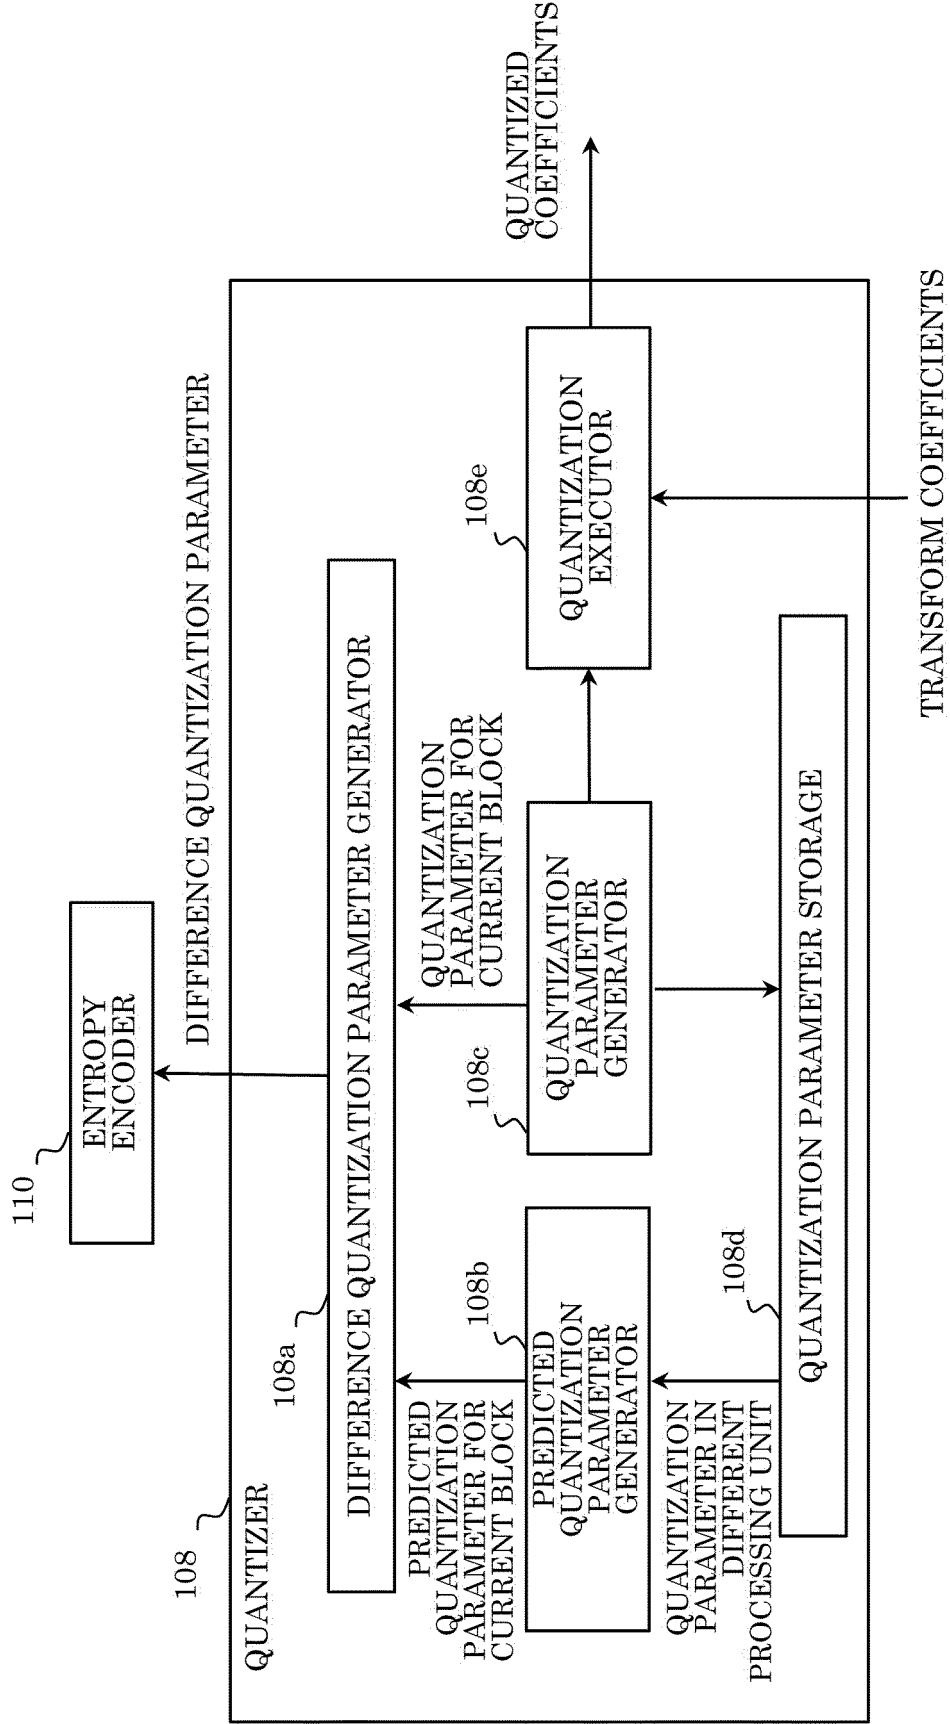 110
ENTROPY
ENCODER
DIFFERENCE QUANTIZATION PARAMETER
108
QUANTIZER
108a
DIFFERENCE QUANTIZATION PARAMETER GENERATOR
PREDICTED
QUANTIZATION
PARAMETER FOR
CURRENT BLOCK
QUANTIZATION
PARAMETER FOR
CURRENT BLOCK
108b
PREDICTED
QUANTIZATION
PARAMETER
GENERATOR
108c
QUANTIZATION
PARAMETER
GENERATOR
108e
QUANTIZATION
EXECUTOR
QUANTIZED
COEFFICIENTS
QUANTIZATION
PARAMETER IN
DIFFERENT
PROCESSING UNIT
108d
QUANTIZATION PARAMETER STORAGE
TRANSFORM COEFFICIENTS